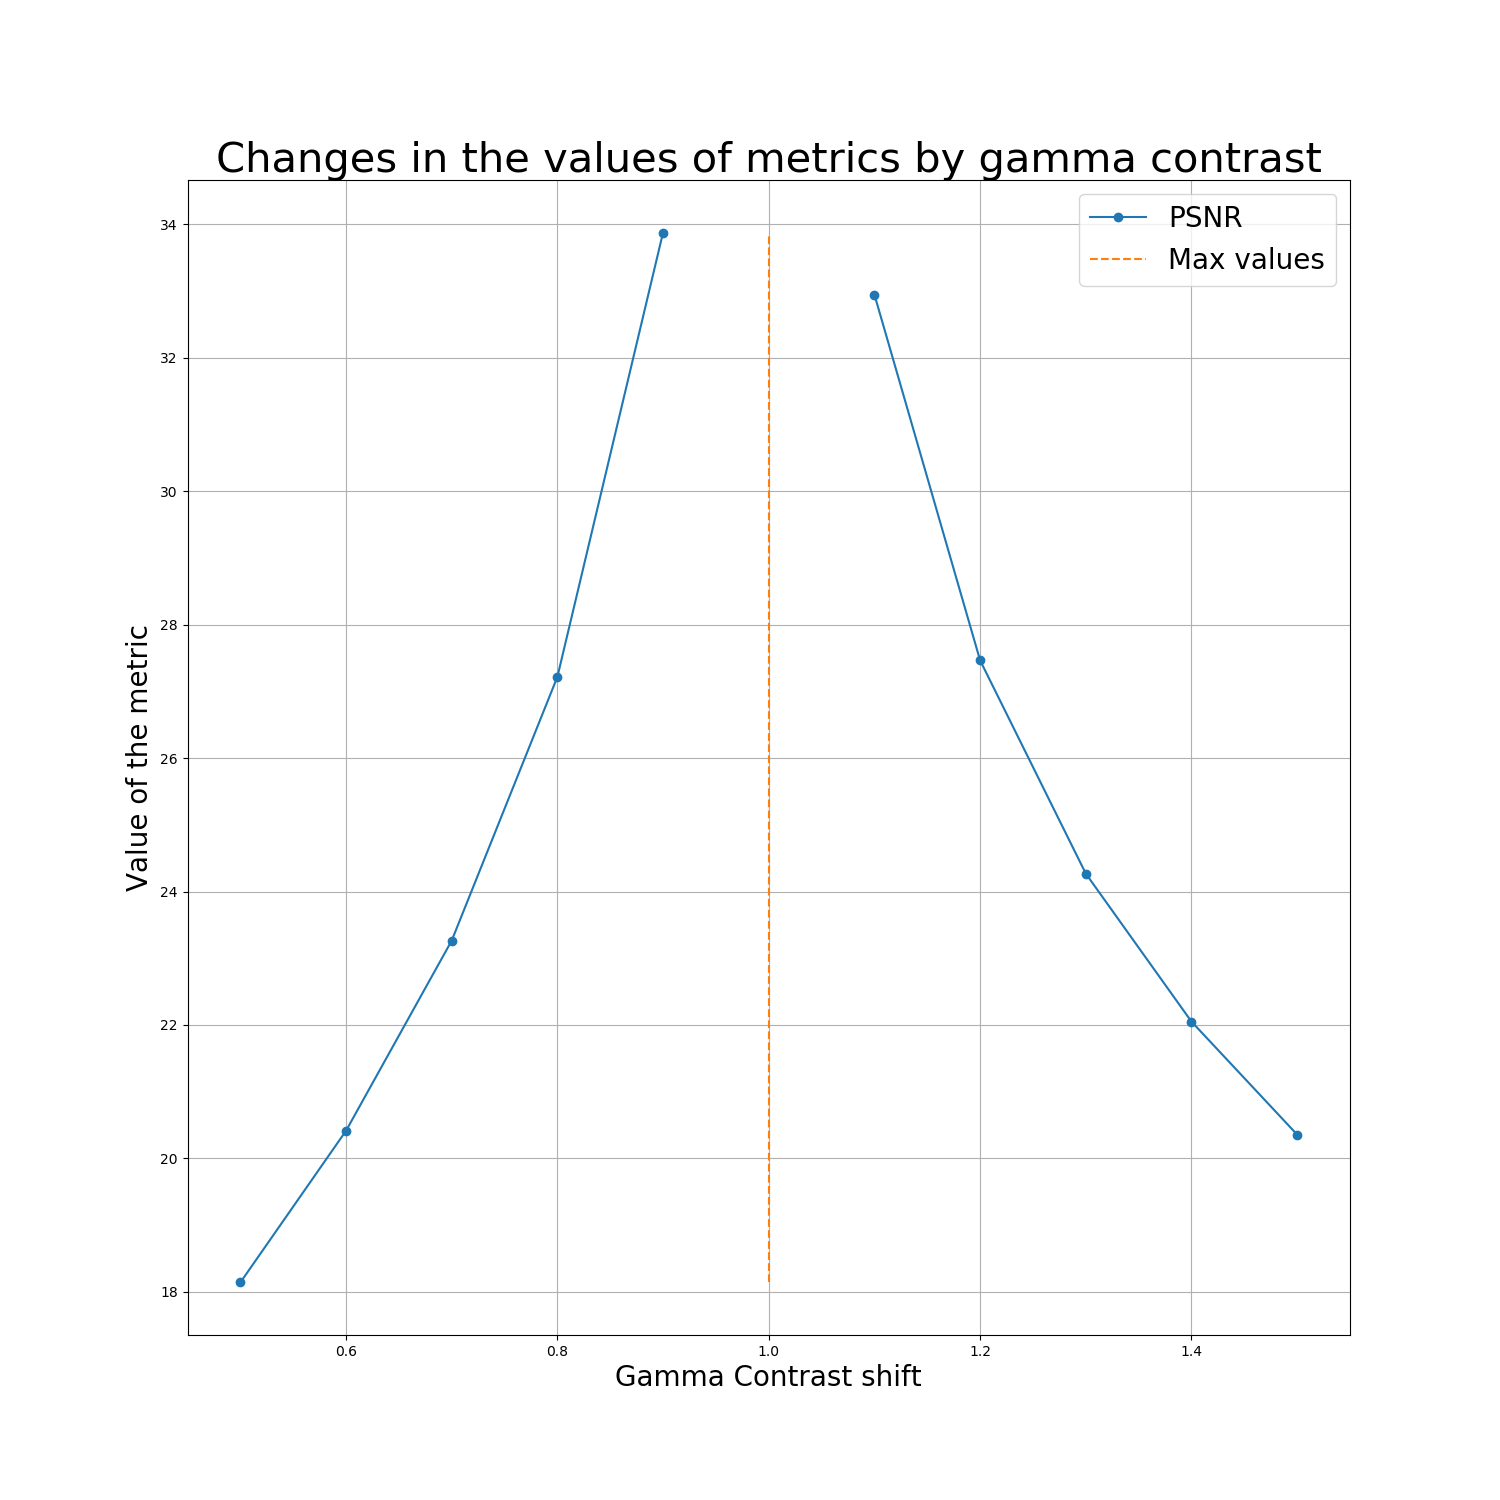 Changes in the values of metrics by gamma contrast
PSNR
Max values
34
32
30
28
26
24
22
20
18
Value of the metric
0.6
0.8
1.0
1.2
1.4
Gamma Contrast shift